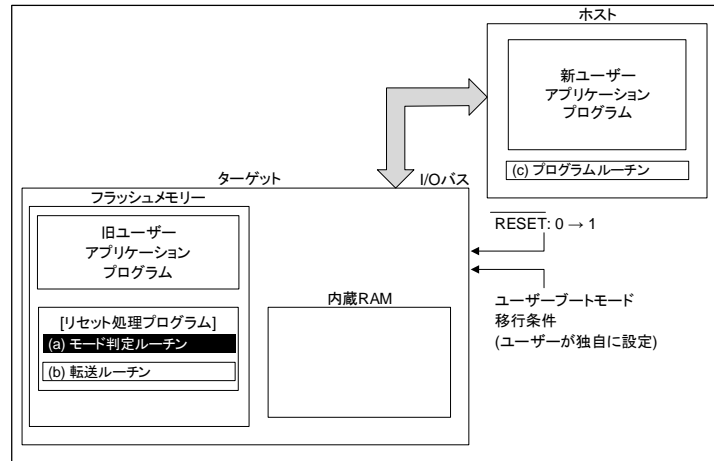 ホスト
新ユーザー
アプリケーション
プログラム
(c) プログラムルーチン
ターゲット
I/Oバス
フラッシュメモリー
旧ユーザー
アプリケーション
プログラム
[リセット処理プログラム]
(a) モード判定ルーチン
(b) 転送ルーチン
内蔵RAM
RESET: 0 → 1
ユーザーブートモード
移行条件
(ユーザーが独自に設定)